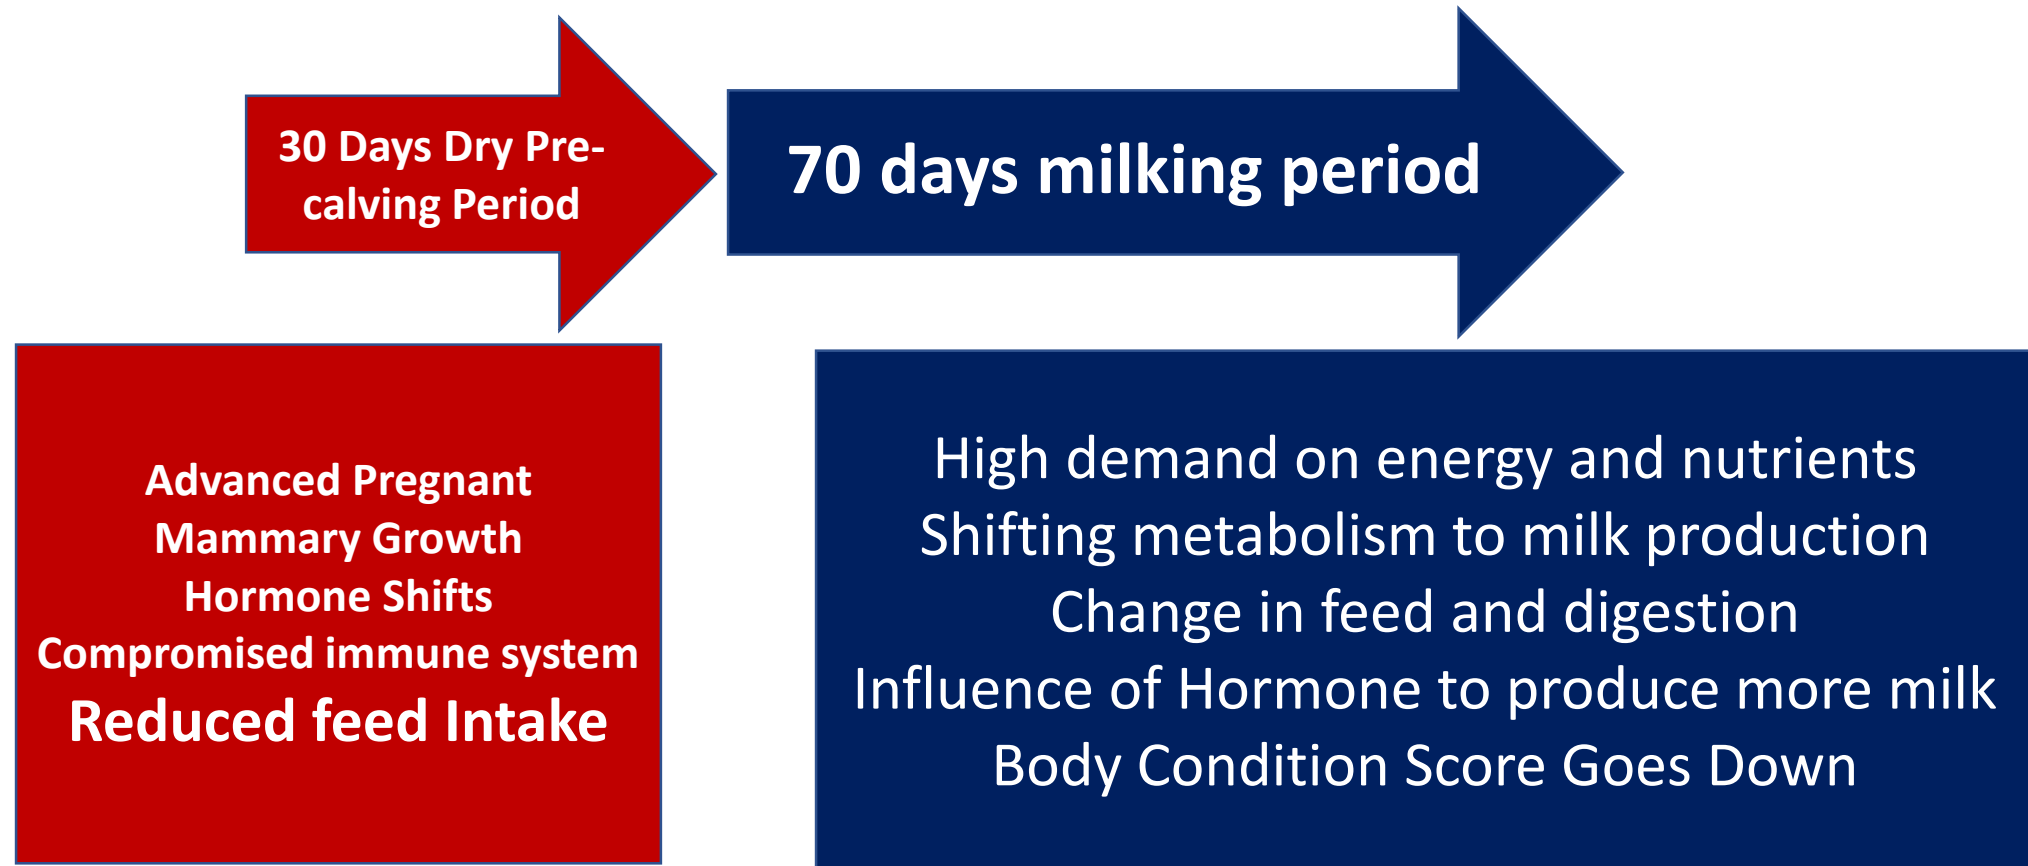 30 Days Dry Pre-
calving Period
70 days milking period
Advanced Pregnant
Mammary Growth
Hormone Shifts
Compromised immune system
Reduced feed Intake
High demand on energy and nutrients
Shifting metabolism to milk production
Change in feed and digestion
Influence of Hormone to produce more milk
Body Condition Score Goes Down